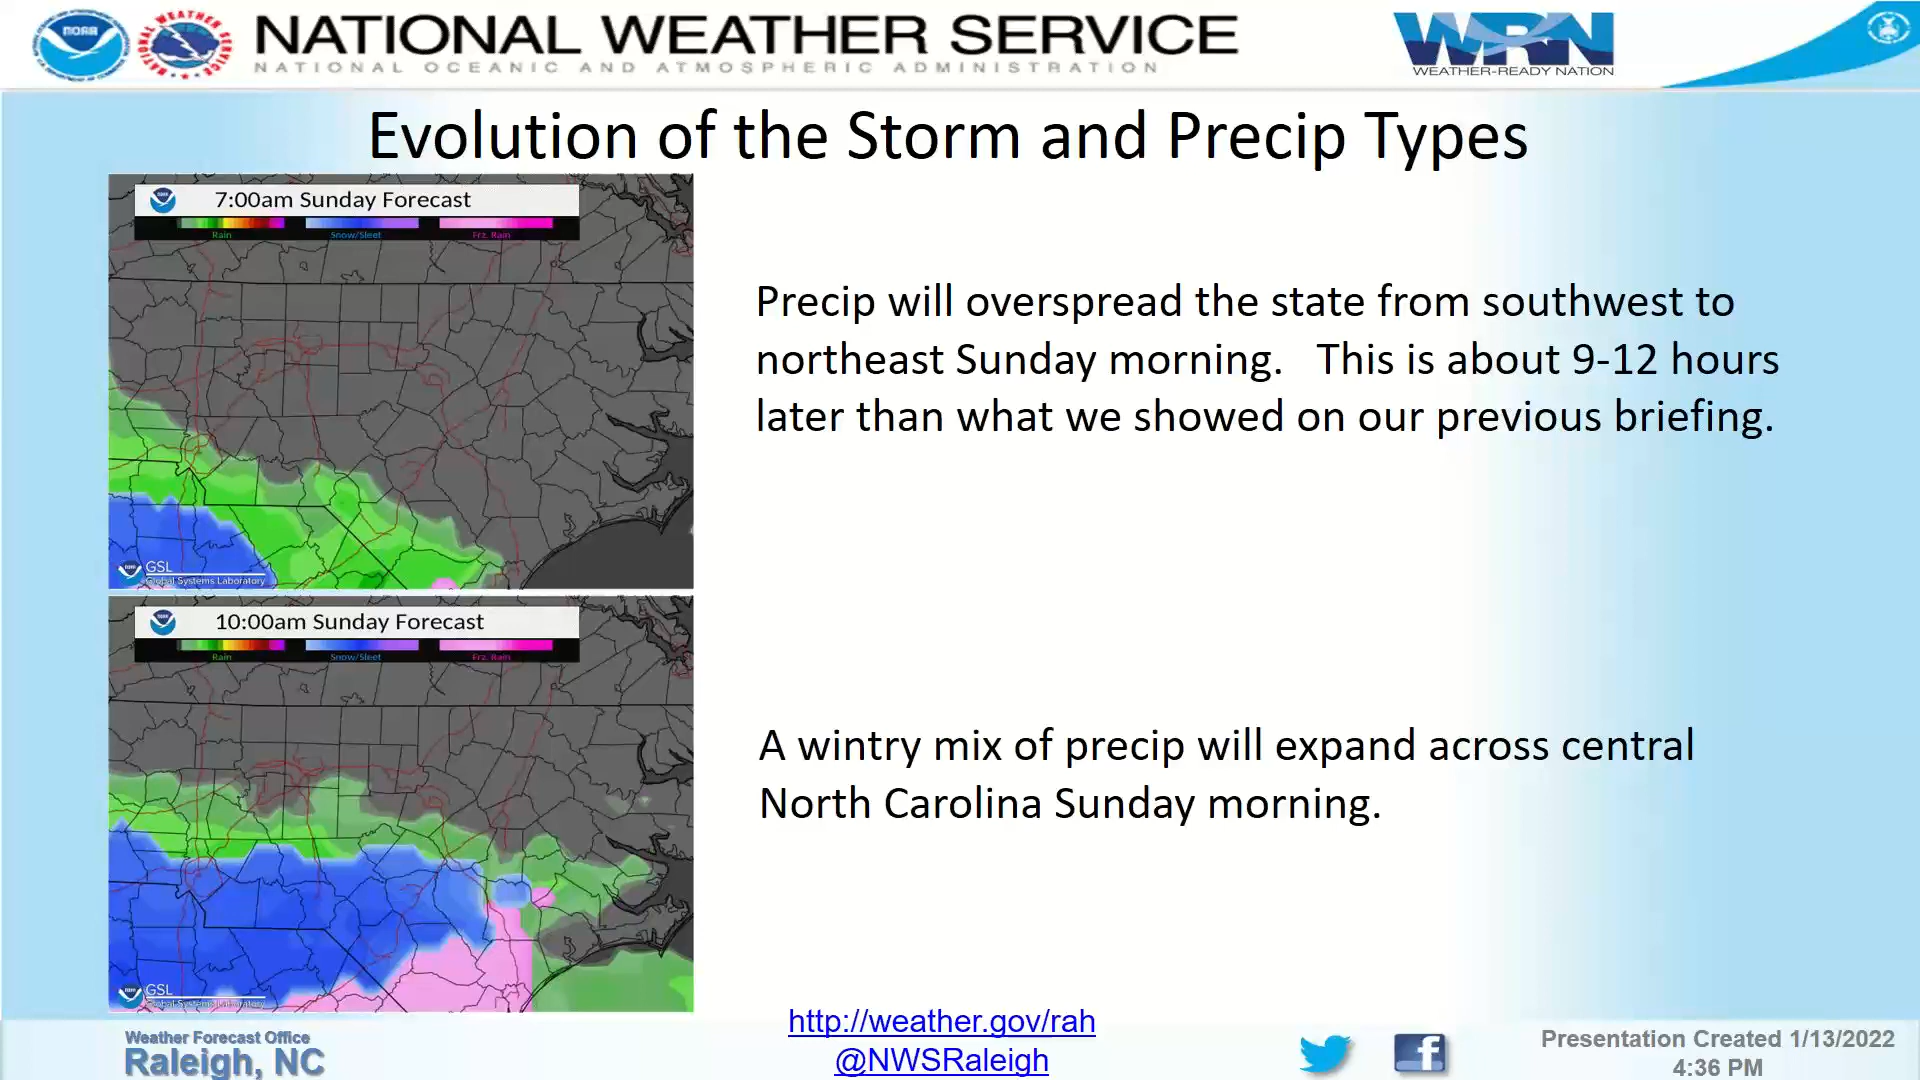 NATIONAL WEATHER SERVICE
NATIONAL OCEANIC AND ATMOSPHERIC ADMINISTRATION
WRN
WEATHER-READY NATION
Evolution of the Storm and Precip Types
7:00am Sunday Forecast
Rain Snow/Sleet Frz. Rain
GSL
Global Systems Laboratory
Precip will overspread the state from southwest to
northeast Sunday morning. This is about 9-12 hours
later than what we showed on our previous briefing.
10:00am Sunday Forecast
Rain Snow/Sleet Frz. Rain
GSL
Global Systems Laboratory
A wintry mix of precip will expand across central
North Carolina Sunday morning.
Weather Forecast Office
Raleigh, NC
http://weather.gov/rah
@NWSRaleigh
Presentation Created 1/13/2022
4:36 PM